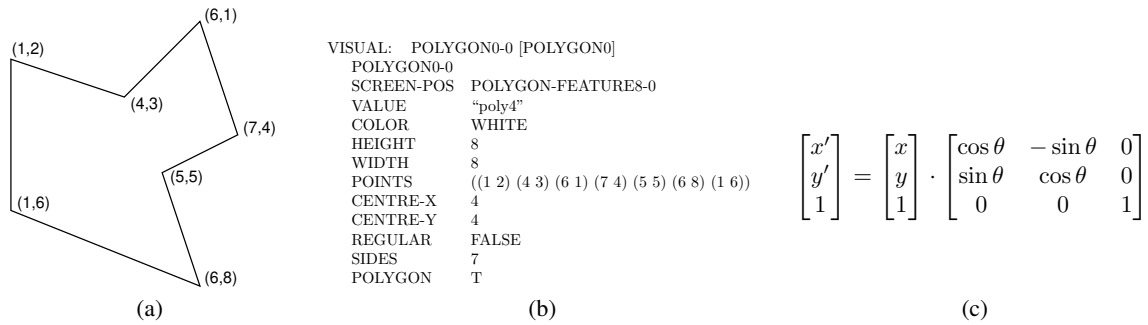 (6,1)
(1,2)
(4,3)
(7,4)
(5,5)
(1,6)
(6,8)
(a)
VISUAL: POLYGON0-0 [POLYGON0]
POLYGON0-0
SCREEN-POS POLYGON-FEATURE8-0
VALUE “poly4”
COLOR WHITE
HEIGHT 8
WIDTH 8
POINTS ((1 2) (4 3) (6 1) (7 4) (5 5) (6 8) (1 6))
CENTRE-X 4
CENTRE-Y 4
REGULAR FALSE
SIDES 7
POLYGON T
(b)
[x′] = [x] · [cos θ − sin θ 0]
[y′] [y] [sin θ cos θ 0]
[1] [1] [0 0 1]
(c)